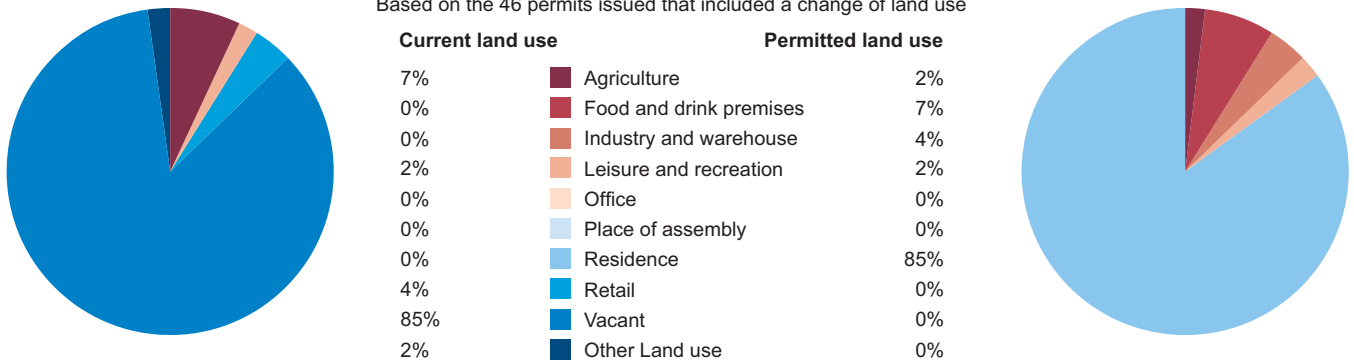 Based on the 46 permits issued that included a change of land use
Current land use Permitted land use
7% Agriculture 2%
0% Food and drink premises 7%
0% Industry and warehouse 4%
2% Leisure and recreation 2%
0% Office 0%
0% Place of assembly 0%
0% Residence 85%
4% Retail 0%
85% Vacant 0%
2% Other Land use 0%